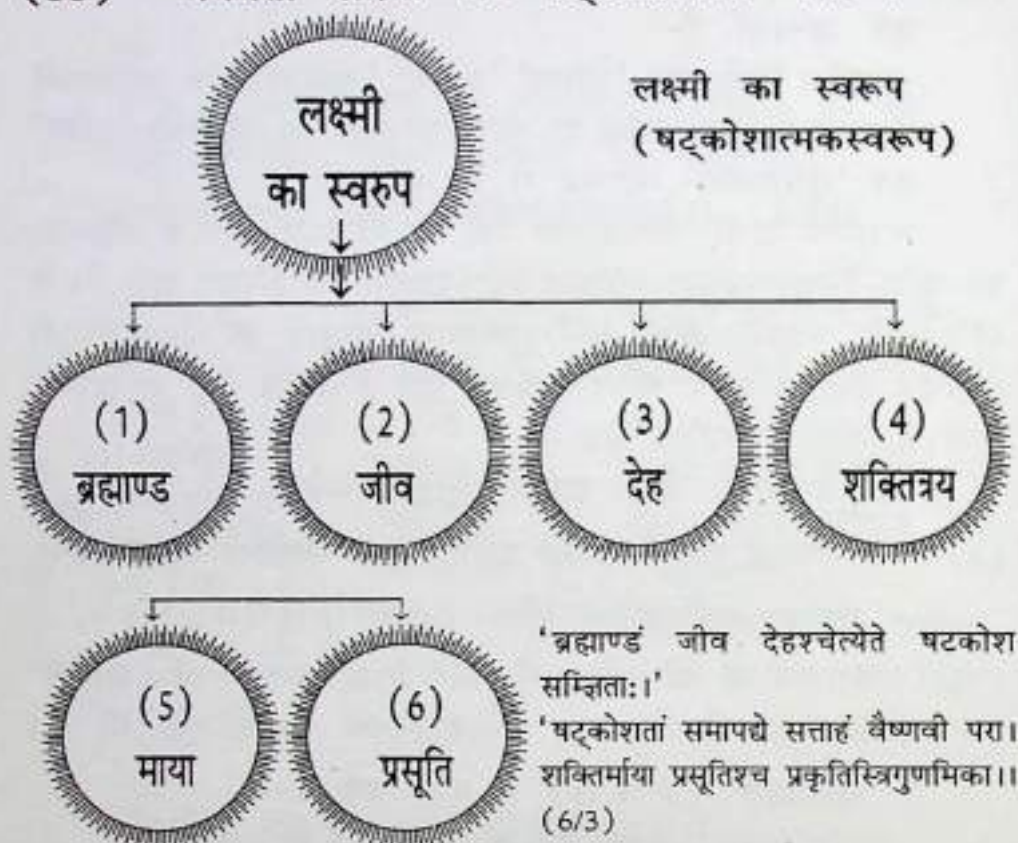 लक्ष्मी
का स्वरुप
लक्ष्मी का स्वरूप
(षट्कोशात्मकस्वरूप)
(1)
ब्रह्माण्ड
(2)
जीव
(3)
देह
(4)
शक्तित्रय
(5)
माया
(6)
प्रसूति
'ब्रह्माण्डं जीव देहश्चेत्येते षटकोश
सम्ज्ञिता:।'
'षट्कोशतां समापद्ये सत्ताहं वैष्णवी परा।
शक्तिर्माया प्रसूतिश्च प्रकृतिस्त्रिगुणमिका।।
(6/3)